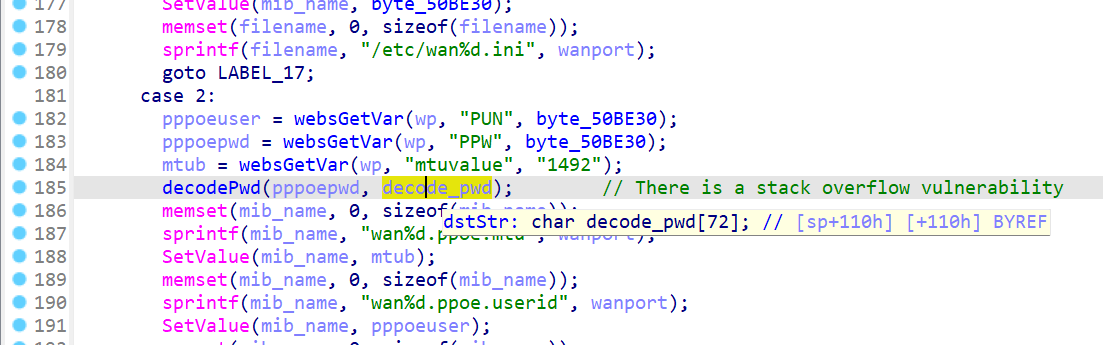 177 SetValue(mib_name, byte_50BE30);
178 memset(filename, 0, sizeof(filename));
179 sprintf(filename, "/etc/wan%d.ini", wanport);
180 goto LABEL_17;
181 case 2:
182 pppoeuser = websGetVar(wp, "PUN", byte_50BE30);
183 pppoepwd = websGetVar(wp, "PPW", byte_50BE30);
184 mtub = websGetVar(wp, "mtuvalue", "1492");
185 decodePwd(pppoepwd, decode_pwd); // There is a stack overflow vulnerability
186 memset(mib_name, 0, sizeof(mib_name));
dstStr: char decode_pwd[72]; // [sp+110h] [+110h] BYREF
187 sprintf(mib_name, "wan%d.ppoe.mtu", wanport);
188 SetValue(mib_name, mtub);
189 memset(mib_name, 0, sizeof(mib_name));
190 sprintf(mib_name, "wan%d.ppoe.userid", wanport);
191 SetValue(mib_name, pppoeuser);